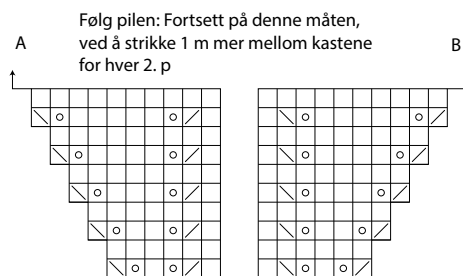 Følg pilen: Fortsett på denne måten,
A ved å strikke 1 m mer mellom kastene B
for hver 2. p